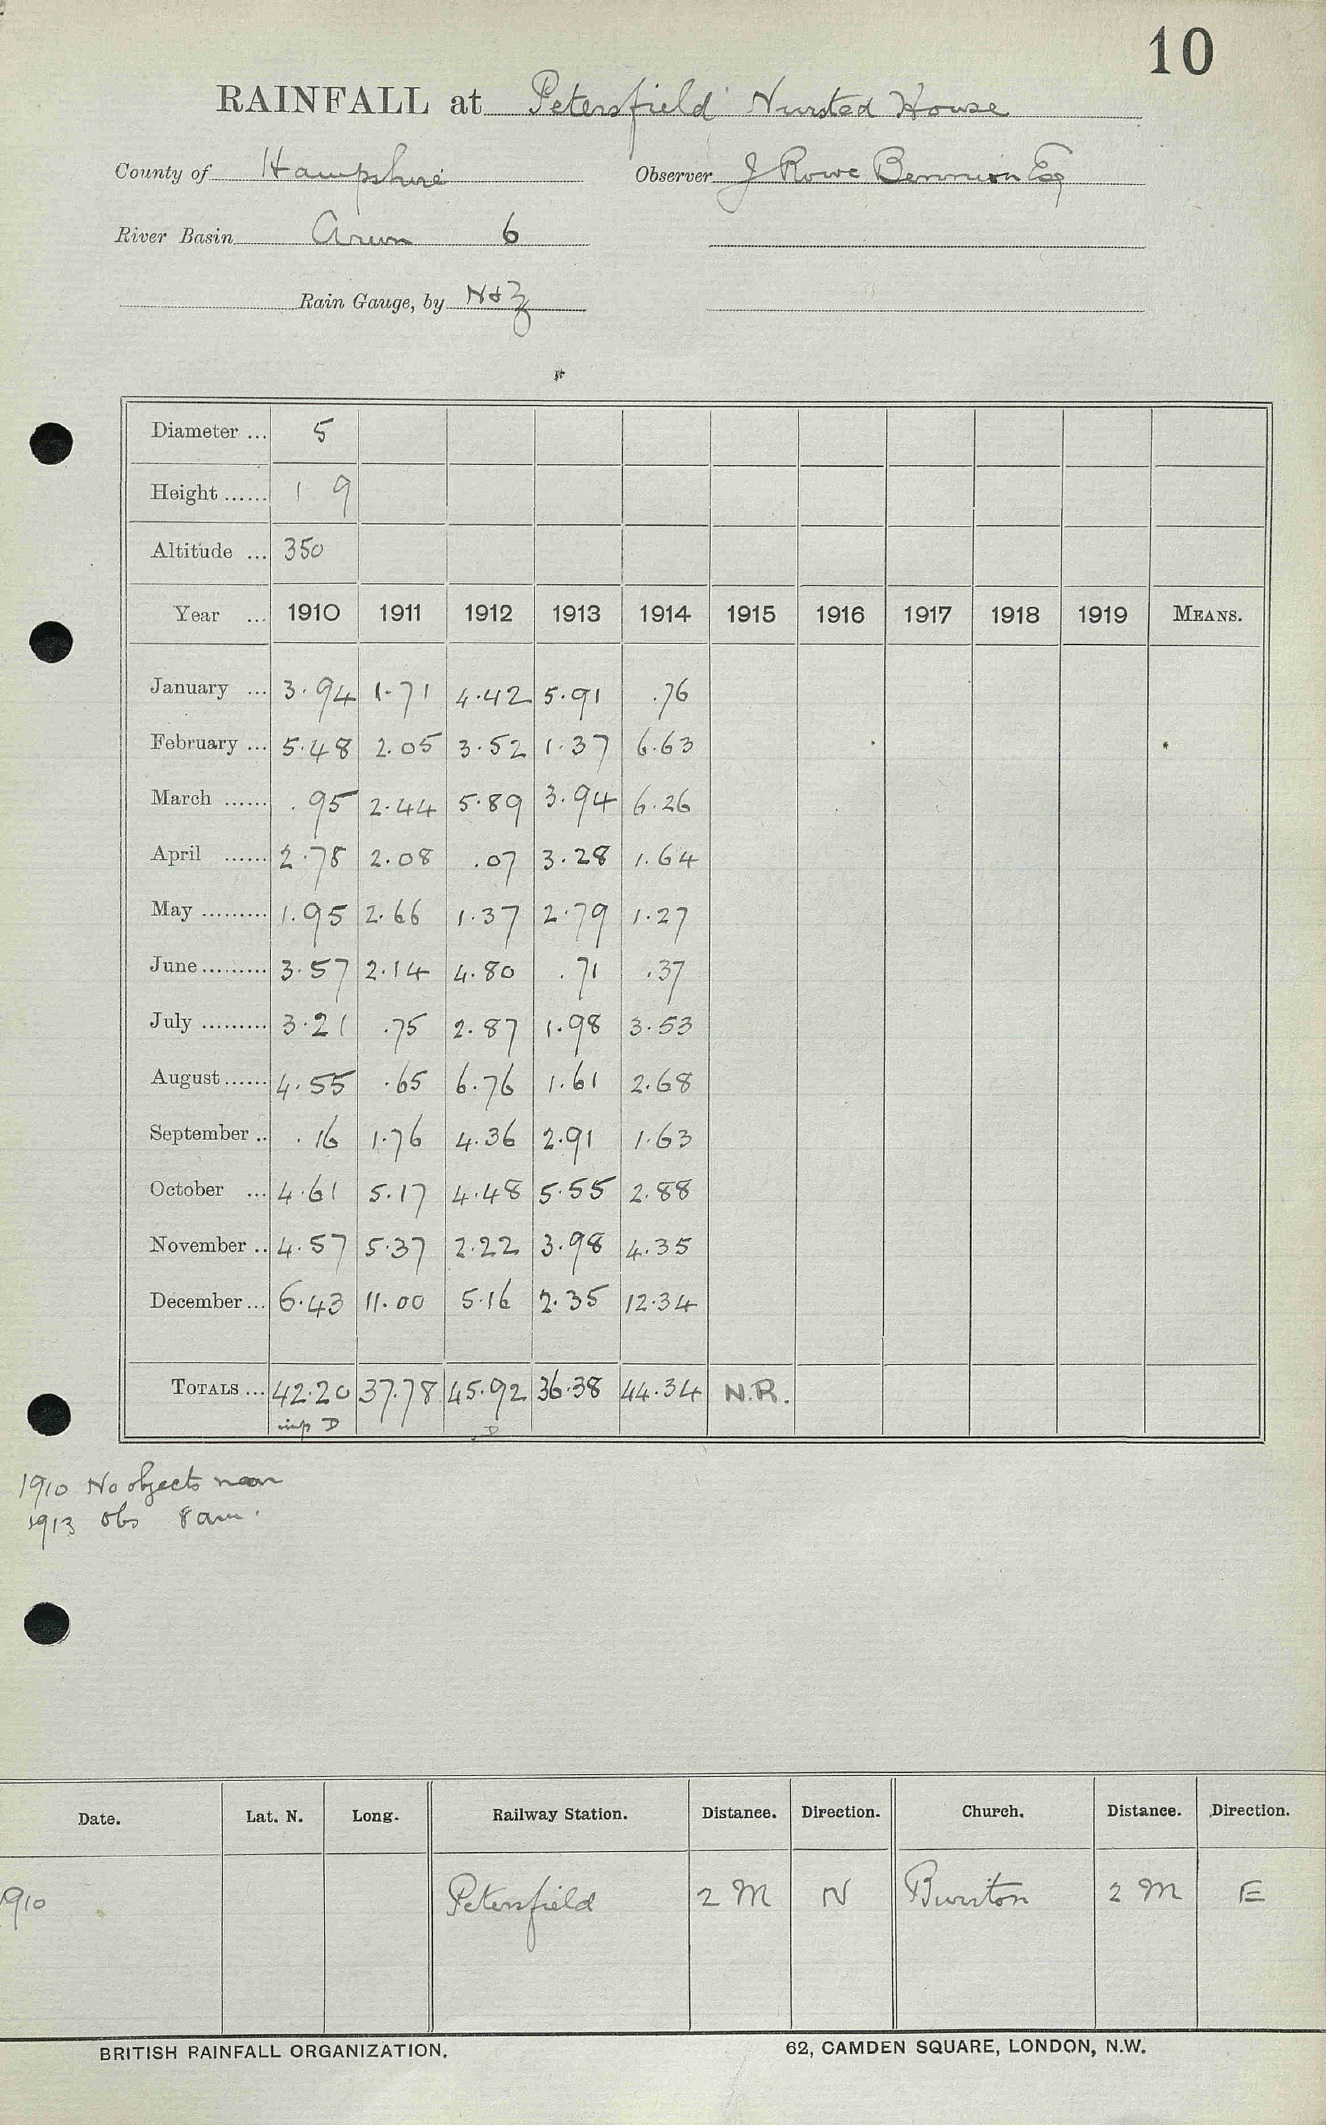 10
RAINFALL at Petersfield Nursted House
County of Hampshire Observer J Rowe Bennion Esq
River Basin Arun 6
Rain Gauge, by N & Z
Diameter ... 5
Height ...... 1 9
Altitude ... 350
Year ... 1910 1911 1912 1913 1914 1915 1916 1917 1918 1919 MEANS.
January ... 3.94 1.71 4.42 5.91 .76
February ... 5.48 2.05 3.52 1.37 6.63
March ...... .95 2.44 5.89 3.94 6.26
April ...... 2.78 2.08 .07 3.28 1.64
May ......... 1.95 2.66 1.37 2.79 1.27
June ......... 3.57 2.14 4.80 .71 .37
July ......... 3.21 .75 2.87 1.98 3.53
August ...... 4.55 .65 6.76 1.61 2.68
September .. .16 1.76 4.36 2.91 1.63
October ... 4.61 5.17 4.48 5.55 2.88
November .. 4.57 5.37 2.22 3.98 4.35
December ... 6.43 11.00 5.16 2.35 12.34
TOTALS ... 42.20 37.78 45.92 36.38 44.34 N.R.
D D
1910 No objects near
1913 obs 8 am.
Date. Lat. N. Long. Railway Station. Distance. Direction. Church. Distance. Direction.
1910 Petersfield 2 M N Buriton 2 M E
BRITISH RAINFALL ORGANIZATION. 62, CAMDEN SQUARE, LONDON, N.W.